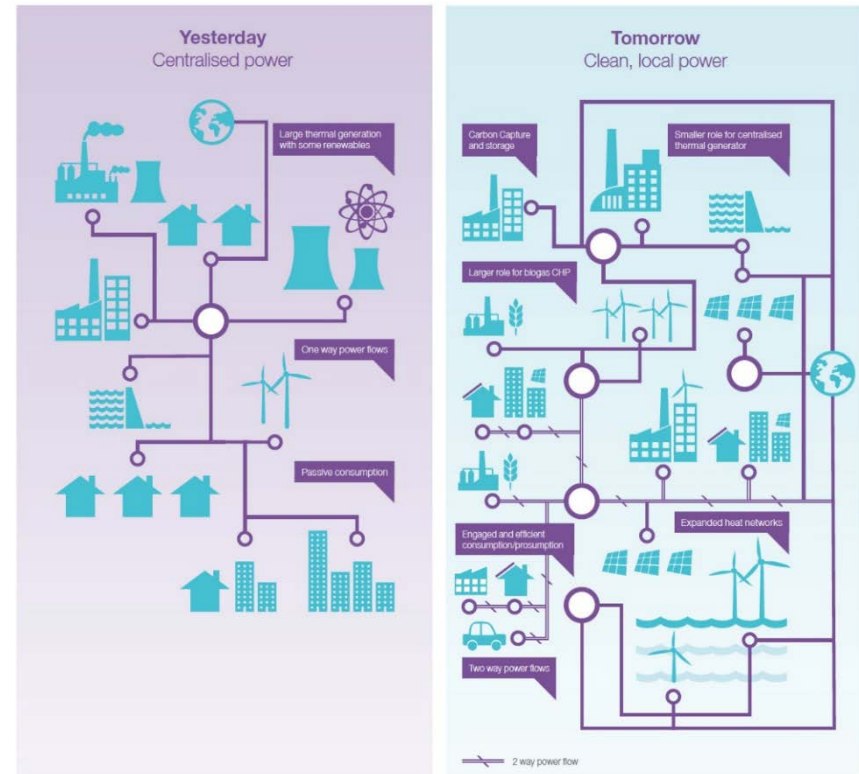 Yesterday
Centralised power
Large thermal generation
with some renewables
One way power flows
Passive consumption
Tomorrow
Clean, local power
Carbon Capture
and storage
Smaller role for centralised
thermal generator
Larger role for biogas CHP
Expanded heat networks
Engaged and efficient
consumption/prosumption
Two way power flows
2 way power flow